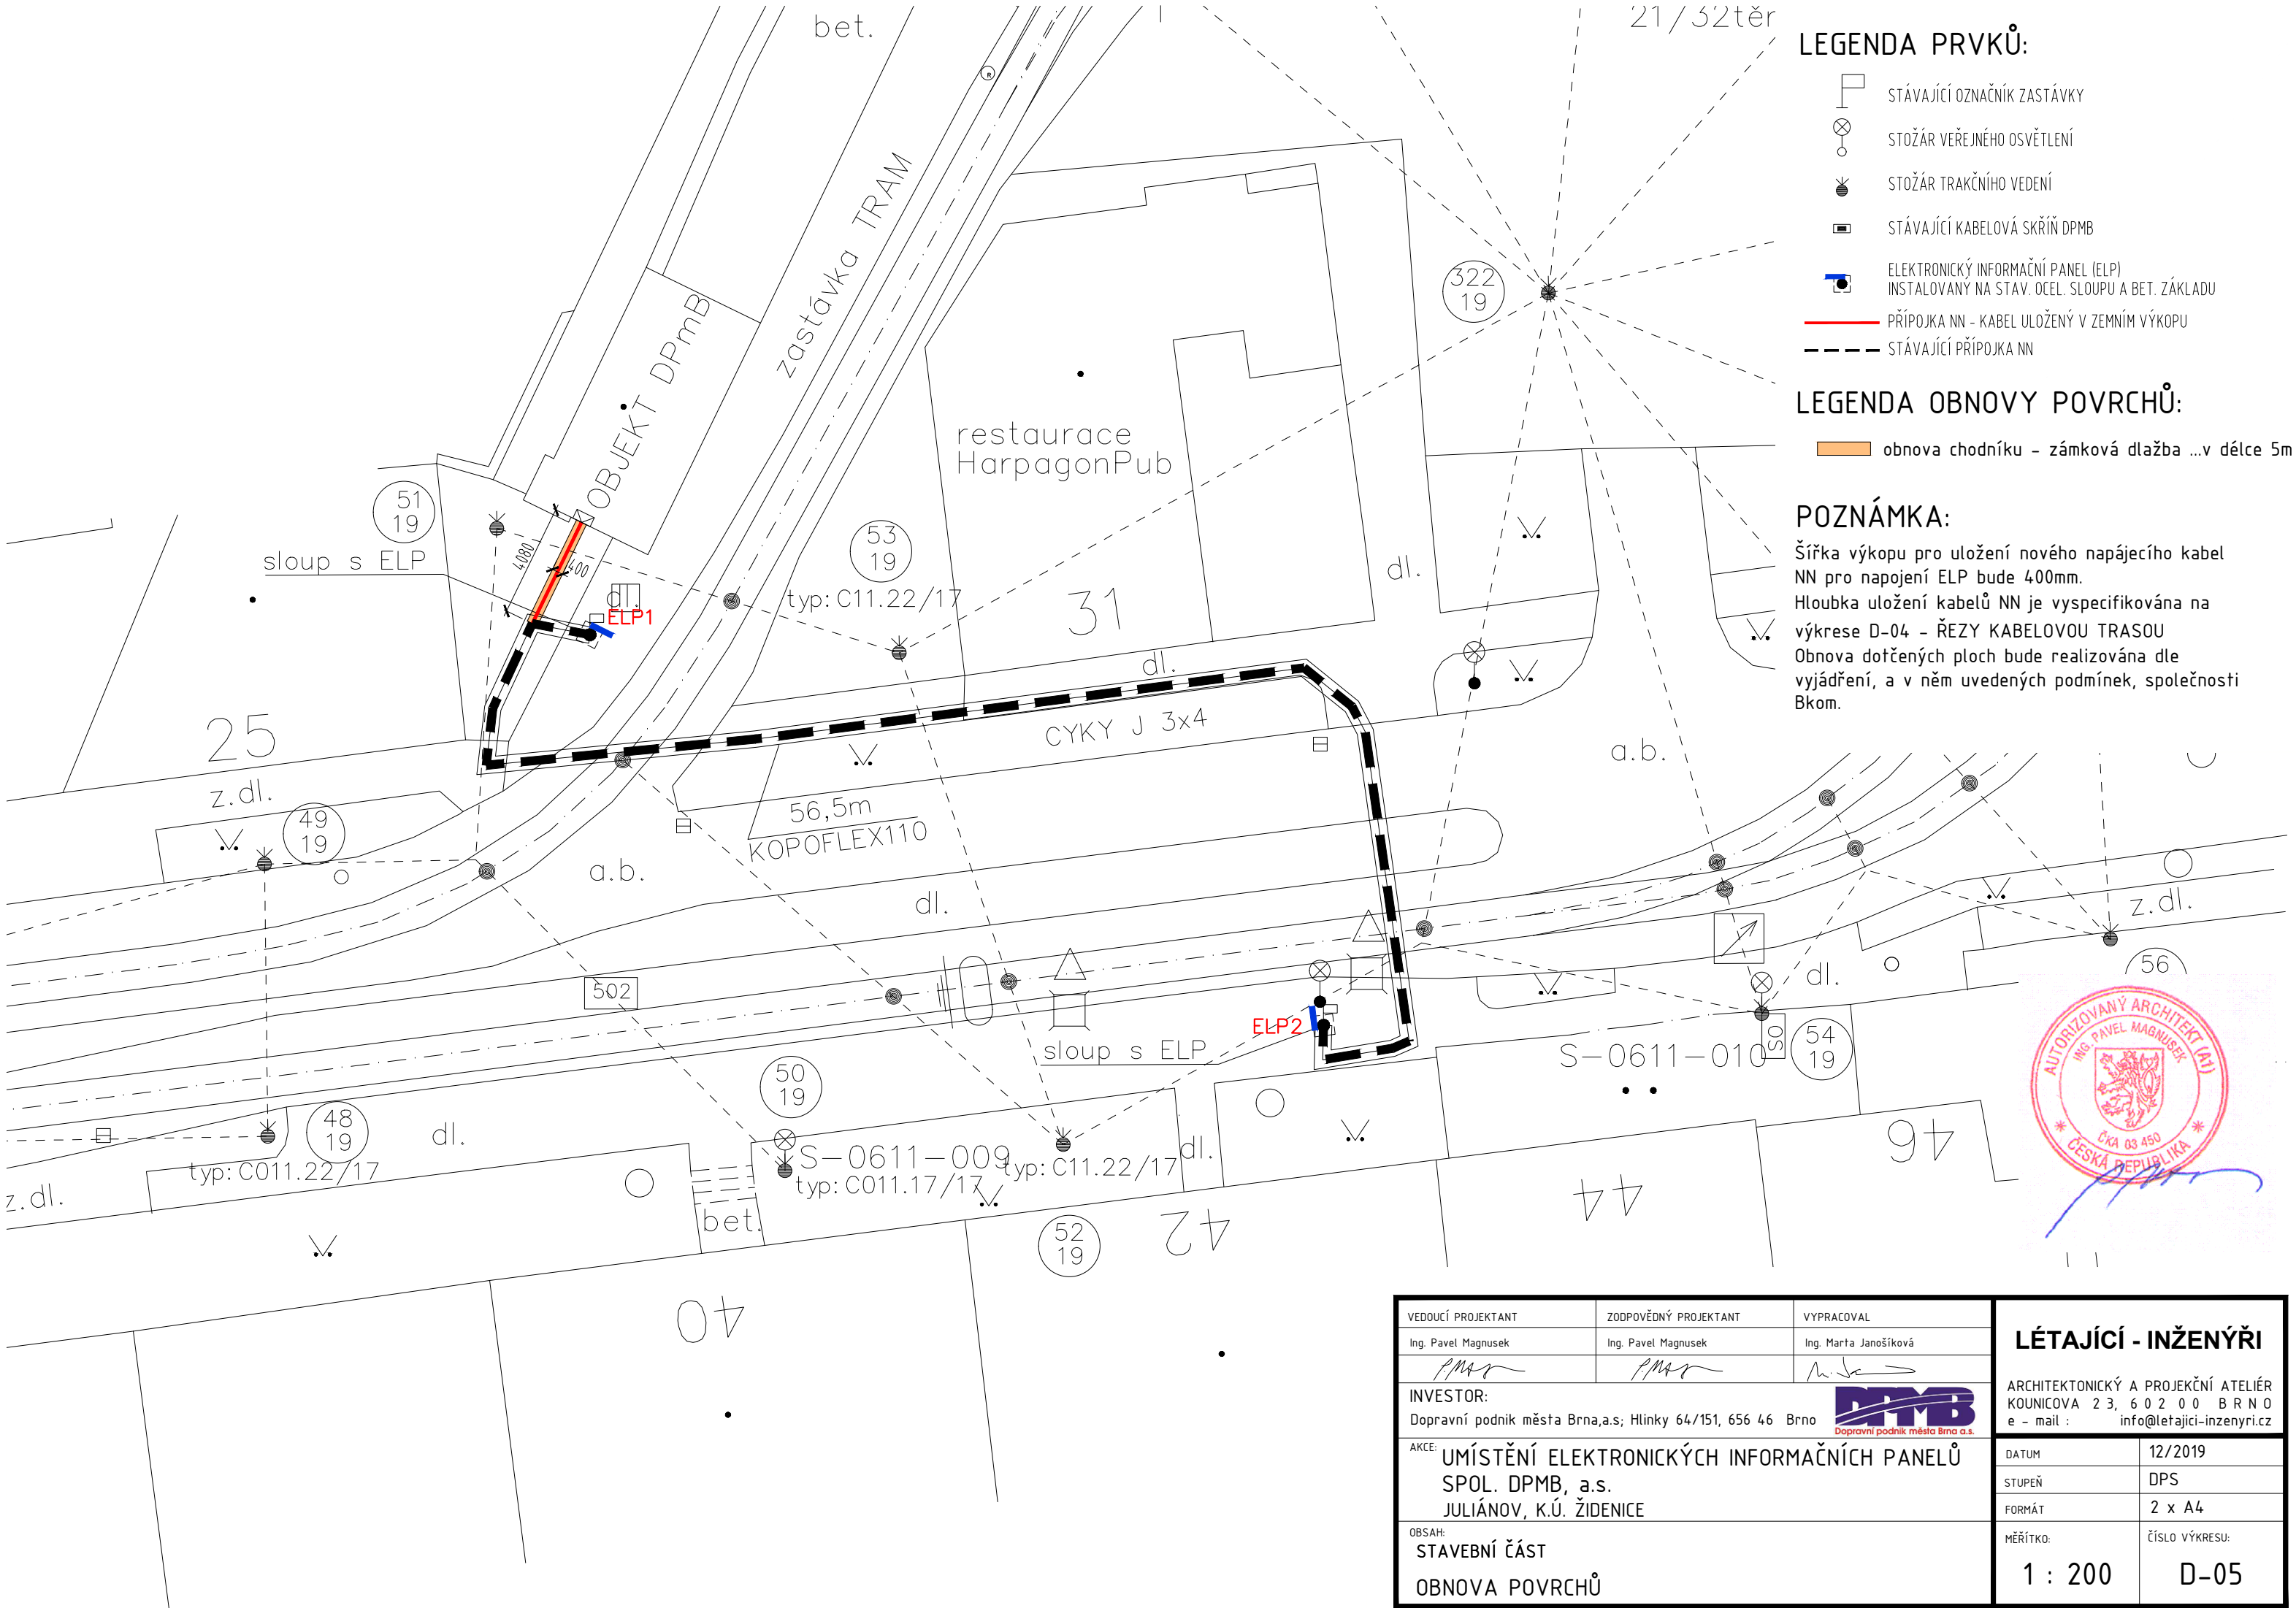 bet.
21/32těr
zastávka TRAM
OBJEKT DPmB
restaurace
HarpagonPub
322
19
51
19
sloup s ELP
4080
400
dl.
ELP1
53
19
typ: C11.22/17
31
dl.
dl.
25
CYKY J 3x4
a.b.
z.dl.
49
19
56,5m
KOPOFLEX110
a.b.
dl.
z.dl.
502
dl.
56
ELP2
sloup s ELP
S-0611-010
SO
54
19
50
19
48
19
dl.
typ: C011.22/17
S-0611-009
typ: C011.17/17
typ: C11.22/17
dl.
z.dl.
bet.
52
19
42
44
46
40
LEGENDA PRVKŮ:
STÁVAJÍCÍ OZNAČNÍK ZASTÁVKY
STOŽÁR VEŘEJNÉHO OSVĚTLENÍ
STOŽÁR TRAKČNÍHO VEDENÍ
STÁVAJÍCÍ KABELOVÁ SKŘÍŇ DPMB
ELEKTRONICKÝ INFORMAČNÍ PANEL (ELP)
INSTALOVANÝ NA STAV. OCEL. SLOUPU A BET. ZÁKLADU
PŘÍPOJKA NN - KABEL ULOŽENÝ V ZEMNÍM VÝKOPU
STÁVAJÍCÍ PŘÍPOJKA NN
LEGENDA OBNOVY POVRCHŮ:
obnova chodníku - zámková dlažba ...v délce 5m
POZNÁMKA:
Šířka výkopu pro uložení nového napájecího kabel
NN pro napojení ELP bude 400mm.
Hloubka uložení kabelů NN je vyspecifikována na
výkrese D-04 - ŘEZY KABELOVOU TRASOU
Obnova dotčených ploch bude realizována dle
vyjádření, a v něm uvedených podmínek, společnosti
Bkom.
AUTORIZOVANÝ ARCHITEKT (A1)
ING. PAVEL MAGNUSEK
ČKA 03 450
* ČESKÁ REPUBLIKA *
VEDOUCÍ PROJEKTANT
ZODPOVĚDNÝ PROJEKTANT
VYPRACOVAL
Ing. Pavel Magnusek
Ing. Pavel Magnusek
Ing. Marta Janošíková
INVESTOR:
Dopravní podnik města Brna,a.s; Hlinky 64/151, 656 46 Brno
DPMB
Dopravní podnik města Brna a.s.
AKCE:
UMÍSTĚNÍ ELEKTRONICKÝCH INFORMAČNÍCH PANELŮ
SPOL. DPMB, a.s.
JULIÁNOV, K.Ú. ŽIDENICE
OBSAH:
STAVEBNÍ ČÁST
OBNOVA POVRCHŮ
LÉTAJÍCÍ - INŽENÝŘI
ARCHITEKTONICKÝ A PROJEKČNÍ ATELIÉR
KOUNICOVA 23, 602 00 BRNO
e - mail : info@letajici-inzenyri.cz
DATUM
12/2019
STUPEŇ
DPS
FORMÁT
2 x A4
MĚŘÍTKO:
1 : 200
ČÍSLO VÝKRESU:
D-05